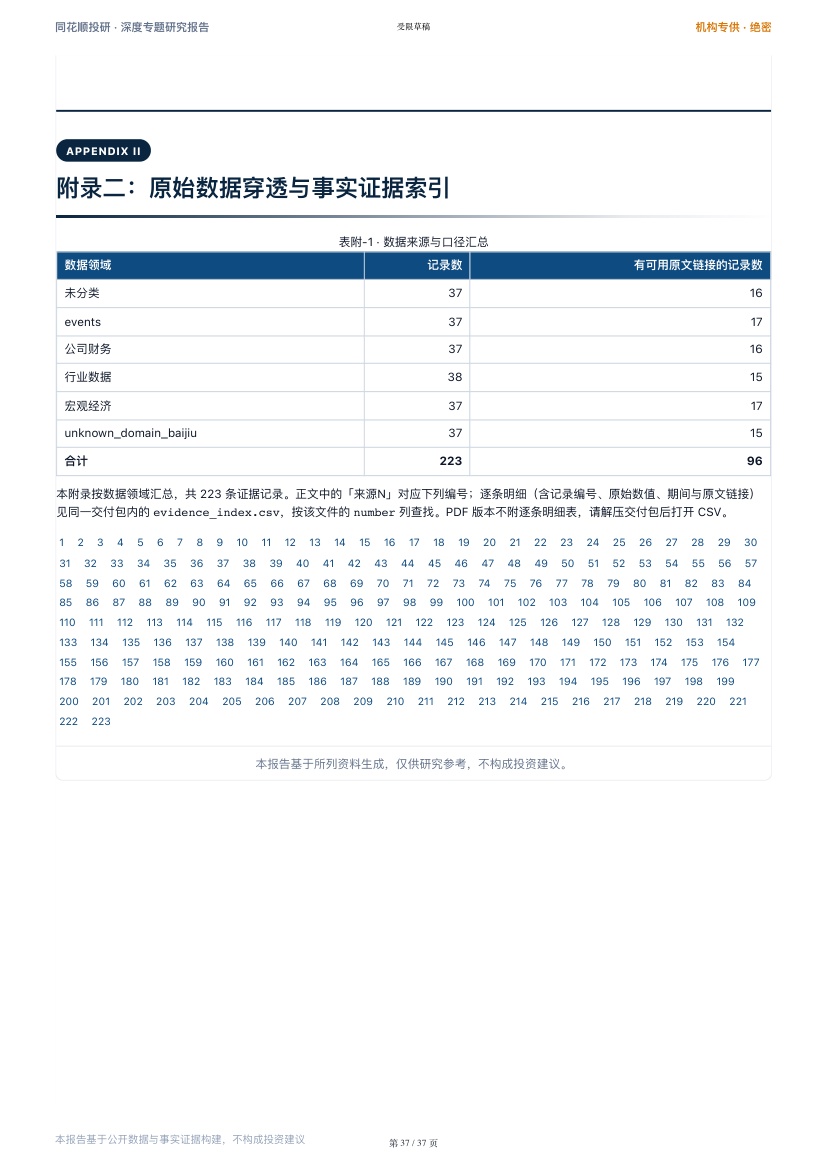 同花顺投研 · 深度专题研究报告 受限草稿 机构专供 · 绝密
APPENDIX II
附录二：原始数据穿透与事实证据索引
表附-1 · 数据来源与口径汇总
数据领域 记录数 有可用原文链接的记录数
未分类 37 16
events 37 17
公司财务 37 16
行业数据 38 15
宏观经济 37 17
unknown_domain_baijiu 37 15
合计 223 96
本附录按数据领域汇总，共 223 条证据记录。正文中的「来源N」对应下列编号；逐条明细（含记录编号、原始数值、期间与原文链接）
见同一交付包内的 evidence_index.csv，按该文件的 number 列查找。PDF 版本不附逐条明细表，请解压交付包后打开 CSV。
1 2 3 4 5 6 7 8 9 10 11 12 13 14 15 16 17 18 19 20 21 22 23 24 25 26 27 28 29 30
31 32 33 34 35 36 37 38 39 40 41 42 43 44 45 46 47 48 49 50 51 52 53 54 55 56 57
58 59 60 61 62 63 64 65 66 67 68 69 70 71 72 73 74 75 76 77 78 79 80 81 82 83 84
85 86 87 88 89 90 91 92 93 94 95 96 97 98 99 100 101 102 103 104 105 106 107 108 109
110 111 112 113 114 115 116 117 118 119 120 121 122 123 124 125 126 127 128 129 130 131 132
133 134 135 136 137 138 139 140 141 142 143 144 145 146 147 148 149 150 151 152 153 154
155 156 157 158 159 160 161 162 163 164 165 166 167 168 169 170 171 172 173 174 175 176 177
178 179 180 181 182 183 184 185 186 187 188 189 190 191 192 193 194 195 196 197 198 199
200 201 202 203 204 205 206 207 208 209 210 211 212 213 214 215 216 217 218 219 220 221
222 223
本报告基于所列资料生成，仅供研究参考，不构成投资建议。
本报告基于公开数据与事实证据构建，不构成投资建议 第 37 / 37 页